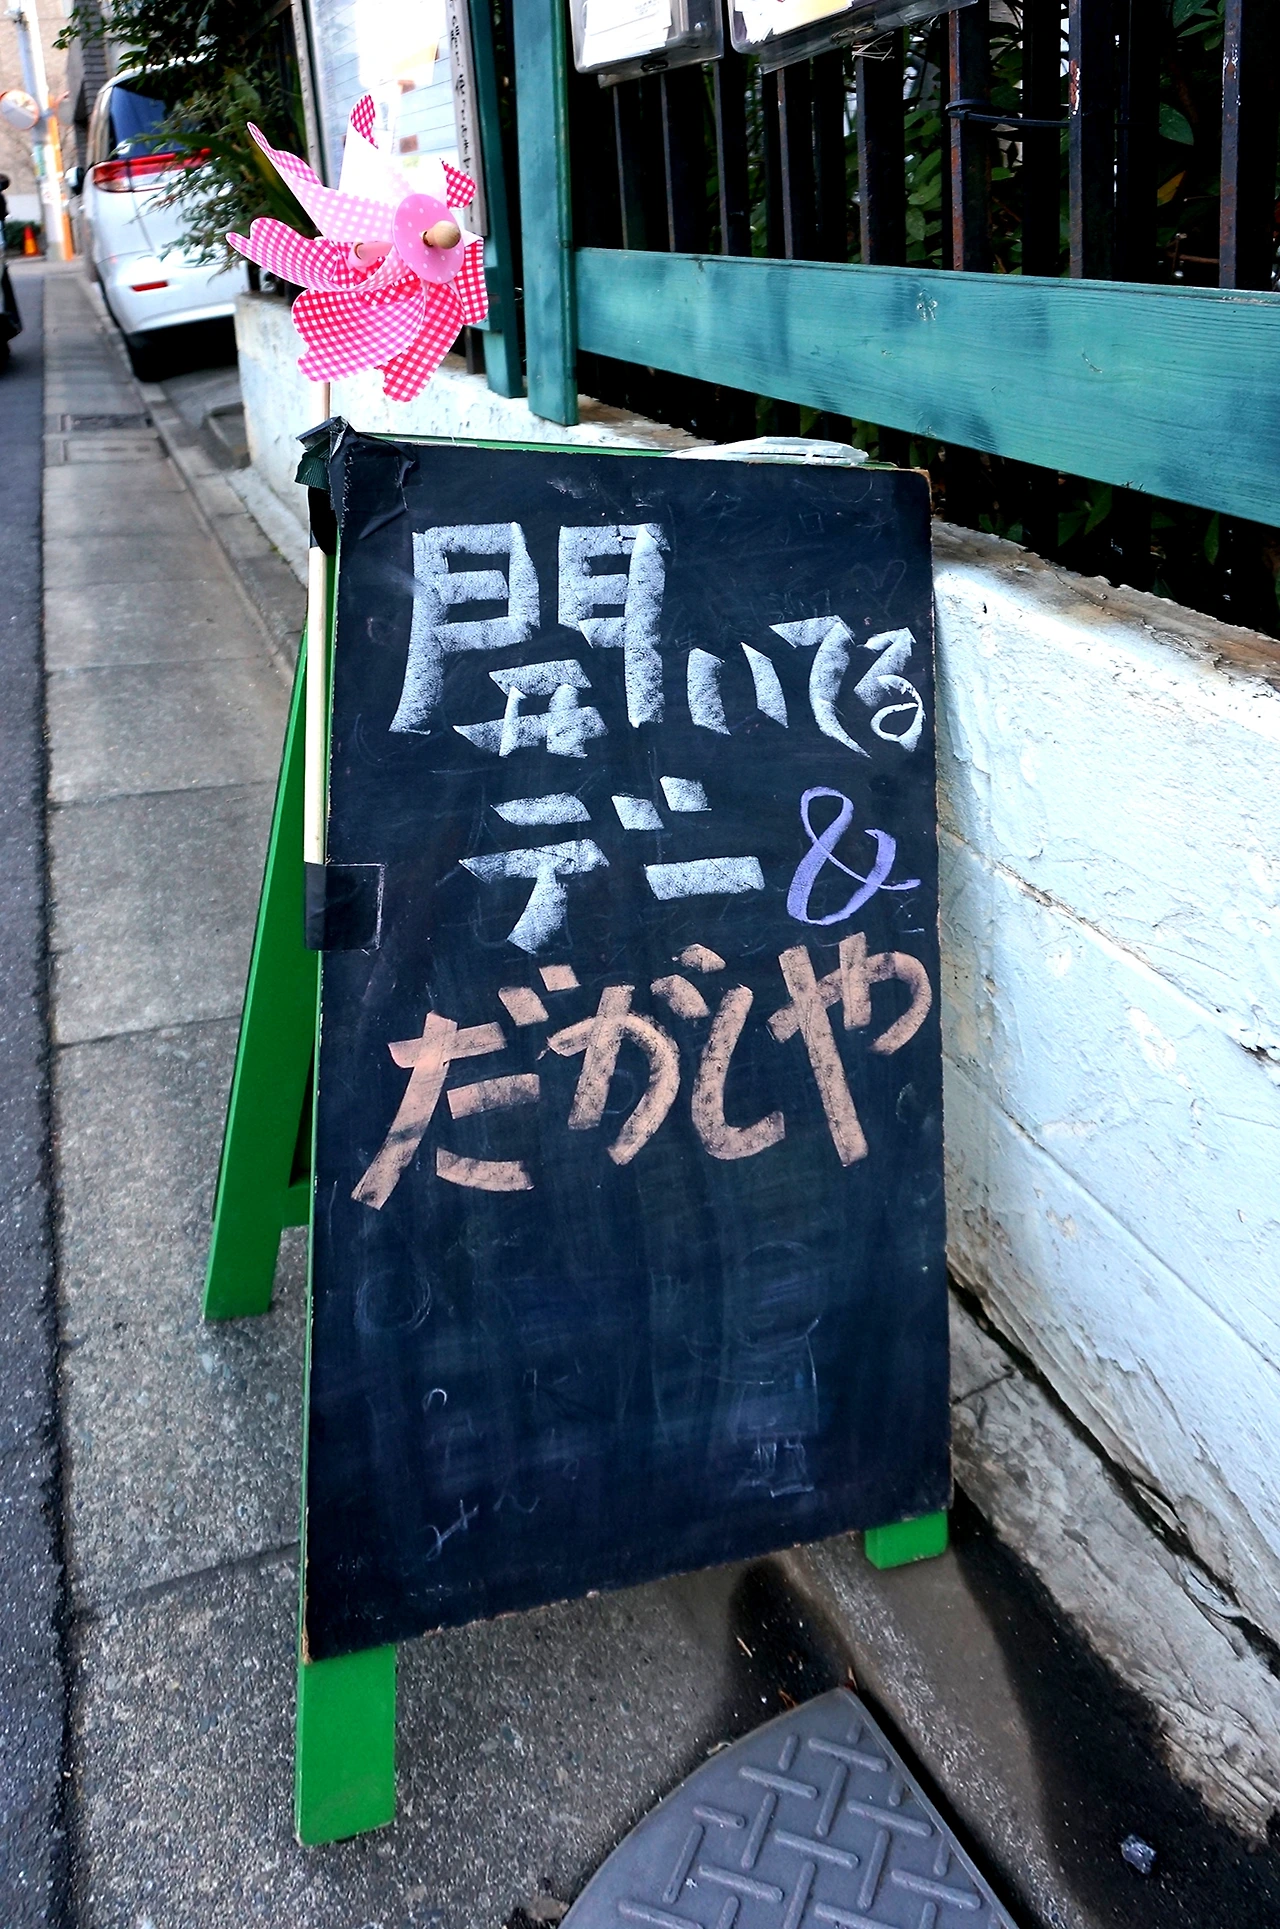 開いてる
デー &
だがしや